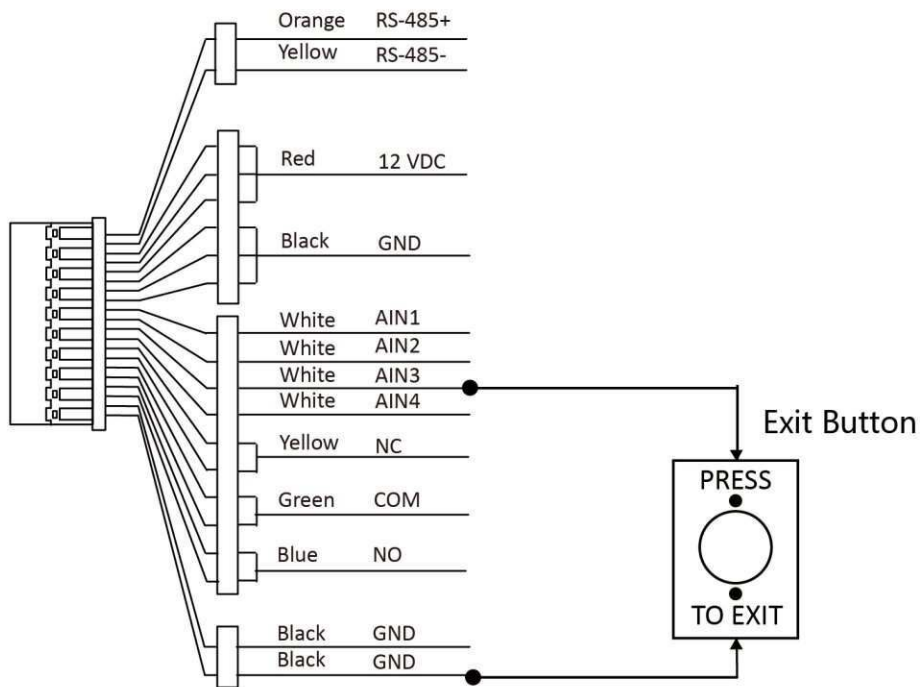 Orange RS-485+
Yellow RS-485-
Red 12 VDC
Black GND
White AIN1
White AIN2
White AIN3
White AIN4
Yellow NC
Green COM
Blue NO
Black GND
Black GND
Exit Button
PRESS
TO EXIT